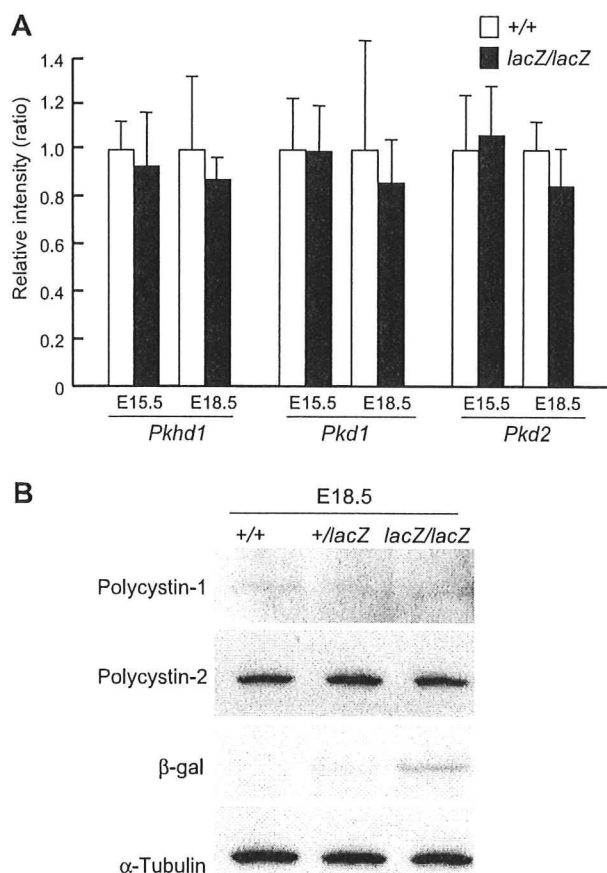 A
+/+
lacZ/lacZ
Relative intensity (ratio)
1.4
1.2
1.0
0.8
0.6
0.4
0.2
0
E15.5 E18.5 E15.5 E18.5 E15.5 E18.5
Pkhd1 Pkd1 Pkd2
B
E18.5
+/+ +/lacZ lacZ/lacZ
Polycystin-1
Polycystin-2
β-gal
α-Tubulin